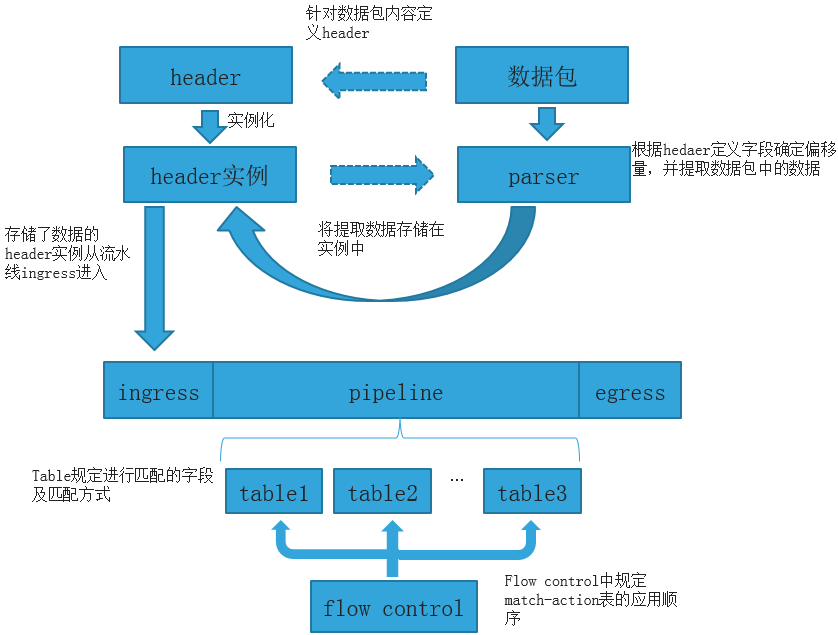 针对数据包内容定
义header
header
数据包
实例化
header实例
parser
根据hedaer定义字段确定偏移
量，并提取数据包中的数据
存储了数据的
header实例从流水
线ingress进入
将提取数据存储在
实例中
ingress
pipeline
egress
Table规定进行匹配的字段
及匹配方式
table1
table2
...
table3
flow control
Flow control中规定
match-action表的应用顺
序